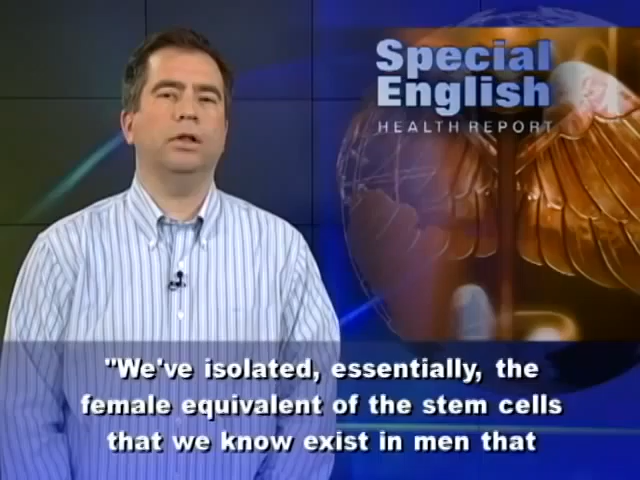 Special
English
HEALTH REPORT
"We've isolated, essentially, the
female equivalent of the stem cells
that we know exist in men that